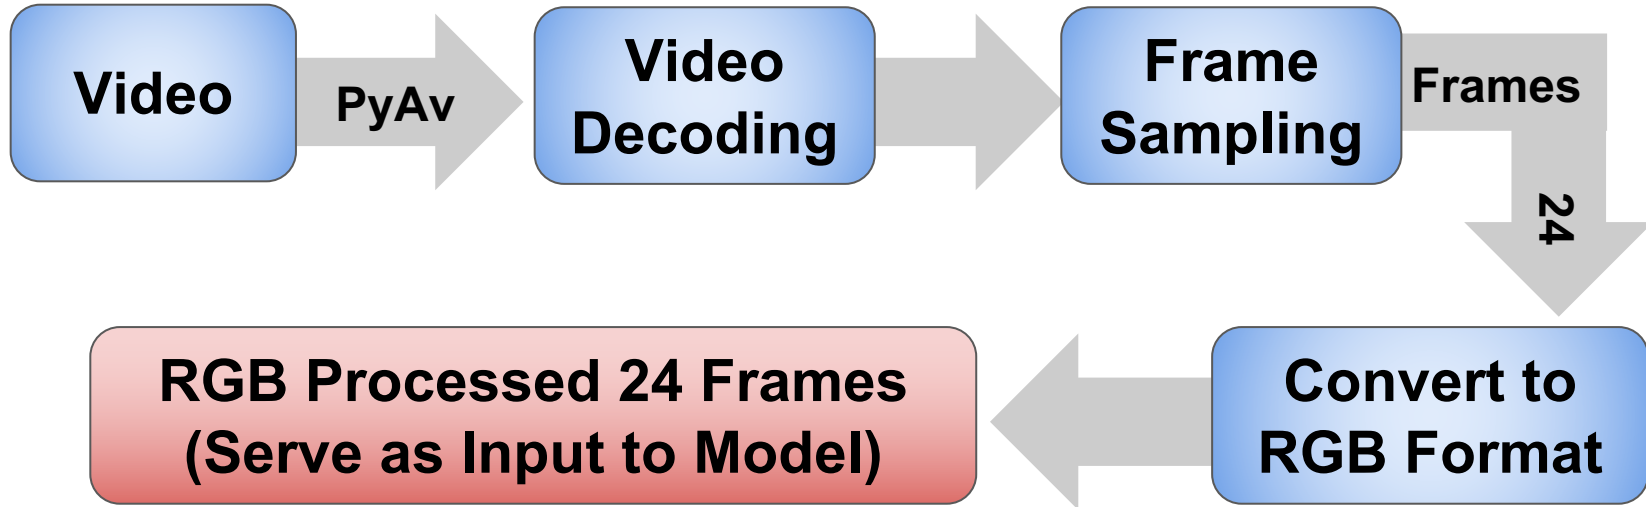 Video
PyAv
Video
Decoding
Frame
Sampling
Frames
24
Convert to
RGB Format
RGB Processed 24 Frames
(Serve as Input to Model)